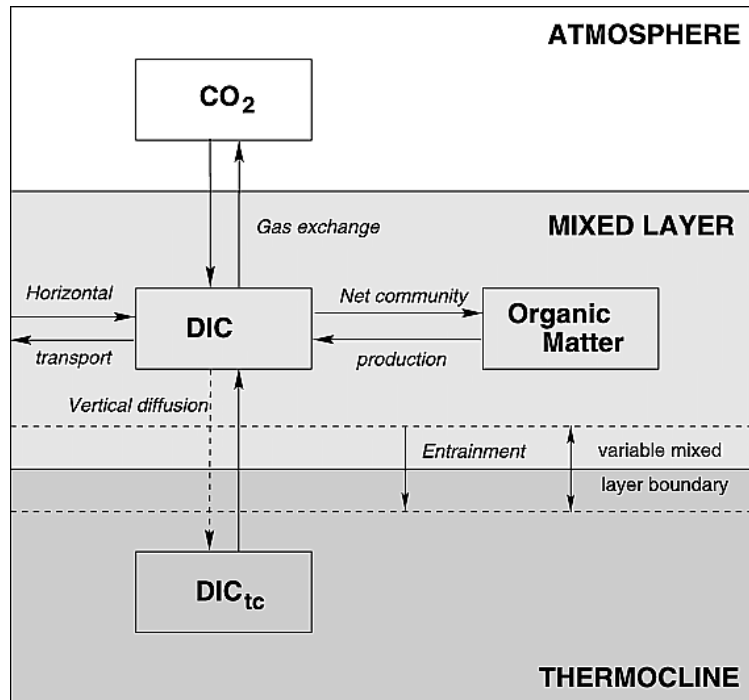 ATMOSPHERE
CO2
Gas exchange
MIXED LAYER
Horizontal
transport
DIC
Net community
production
Organic
Matter
Vertical diffusion
Entrainment
variable mixed
layer boundary
DICtc
THERMOCLINE